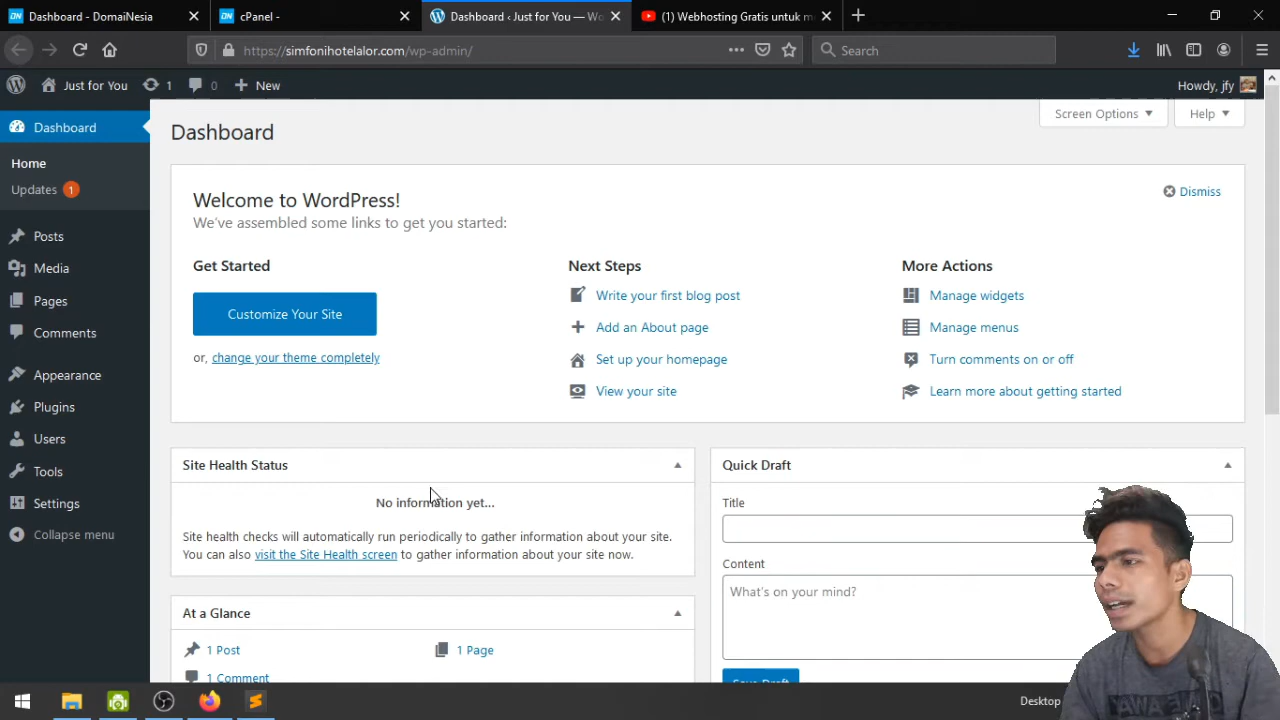 Dashboard - DomaiNesia
cPanel -
Dashboard ‹ Just for You — Wo
(1) Webhosting Gratis untuk me
https://simfonihotelalor.com/wp-admin/
Search
Just for You
1
0
New
Howdy, jfy
Dashboard
Home
Updates 1
Posts
Media
Pages
Comments
Appearance
Plugins
Users
Tools
Settings
Collapse menu
Dashboard
Screen Options
Help
Welcome to WordPress!
We've assembled some links to get you started:
Dismiss
Get Started
Customize Your Site
or, change your theme completely
Next Steps
Write your first blog post
Add an About page
Set up your homepage
View your site
More Actions
Manage widgets
Manage menus
Turn comments on or off
Learn more about getting started
Site Health Status
No information yet...
Site health checks will automatically run periodically to gather information about your site.
You can also visit the Site Health screen to gather information about your site now.
At a Glance
1 Post
1 Page
1 Comment
Quick Draft
Title
Content
What's on your mind?
Save Draft
Desktop